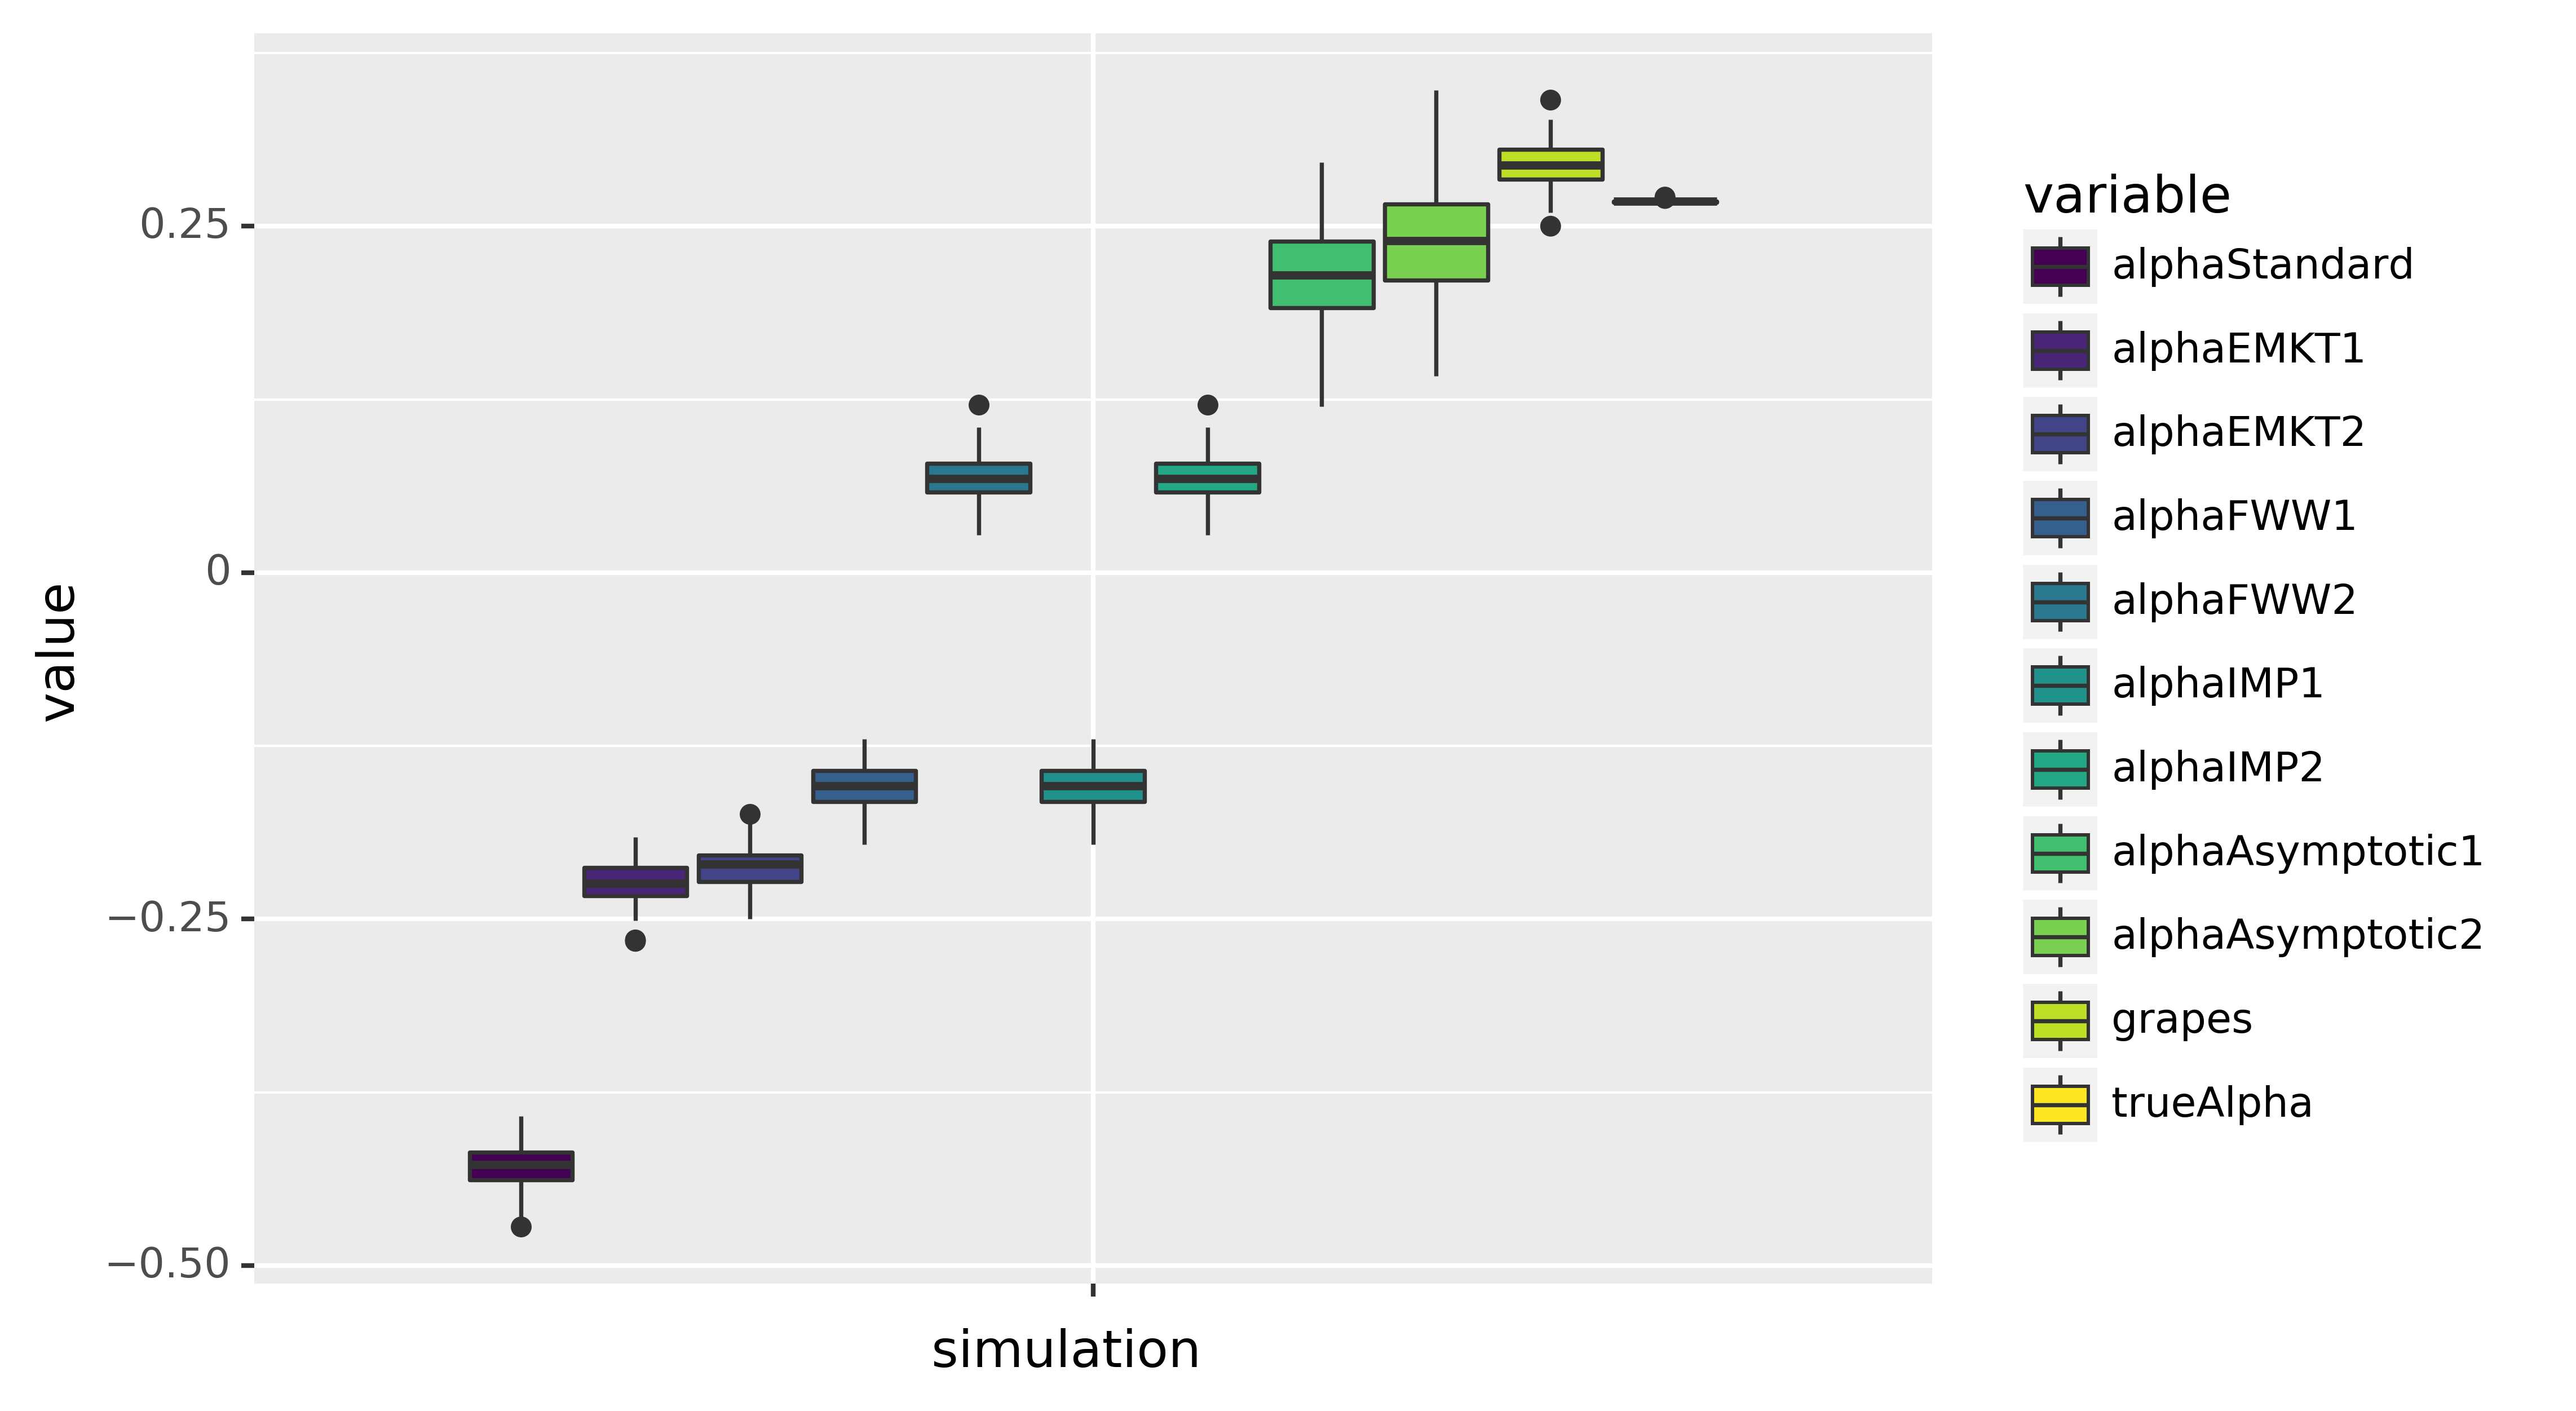 value
0.25
0
−0.25
−0.50
simulation
variable
alphaStandard
alphaEMKT1
alphaEMKT2
alphaFWW1
alphaFWW2
alphaIMP1
alphaIMP2
alphaAsymptotic1
alphaAsymptotic2
grapes
trueAlpha